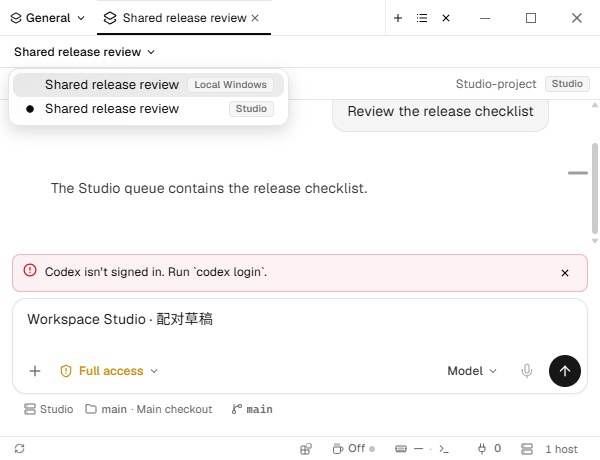 General
Shared release review
Shared release review
Shared release review Local Windows
Shared release review Studio
Studio-project Studio
Review the release checklist
The Studio queue contains the release checklist.
Codex isn't signed in. Run `codex login`.
Workspace Studio · 配对草稿
Full access
Model
Studio main · Main checkout main
Off — · 0 1 host